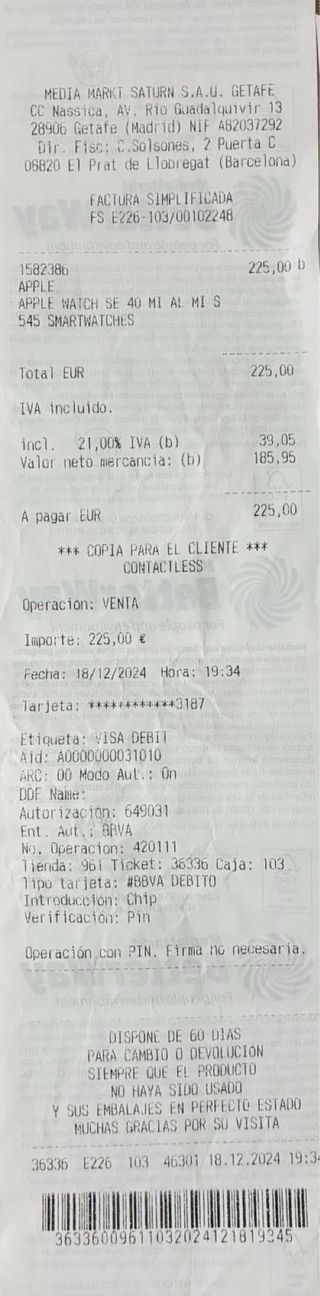 MEDIA MARKT SATURN S.A.U. GETAFE
CC Nassica, AV. Rio Guadalquivir 13
28906 Getafe (Madrid) NIF A82037292
Dir. Fisc: C.Solsones, 2 Puerta C
08820 El Prat de Llobregat (Barcelona)
FACTURA SIMPLIFICADA
FS E226-103/00102248
1582386 225,00 b
APPLE
APPLE WATCH SE 40 MI AL MI S
545 SMARTWATCHES
Total EUR 225,00
IVA incluido.
incl. 21,00% IVA (b) 39,05
Valor neto mercancia: (b) 185,95
A pagar EUR 225,00
*** COPIA PARA EL CLIENTE ***
CONTACTLESS
Operacion: VENTA
Importe: 225,00 €
Fecha: 18/12/2024 Hora: 19:34
Tarjeta: ************3187
Etiqueta: VISA DEBIT
Aid: A0000000031010
ARC: 00 Modo Aut.: On
DDF Name:
Autorización: 649031
Ent. Aut.: BBVA
No. Operacion: 420111
Tienda: 961 Ticket: 36336 Caja: 103
Tipo tarjeta: #BBVA DEBITO
Introducción: Chip
Verificación: Pin
Operación con PIN. Firma no necesaria.
DISPONE DE 60 DIAS
PARA CAMBIO O DEVOLUCION
SIEMPRE QUE EL PRODUCTO
NO HAYA SIDO USADO
Y SUS EMBALAJES EN PERFECTO ESTADO
MUCHAS GRACIAS POR SU VISITA
36336 E226 103 46301 18.12.2024 19:34
36336009611032024121819345